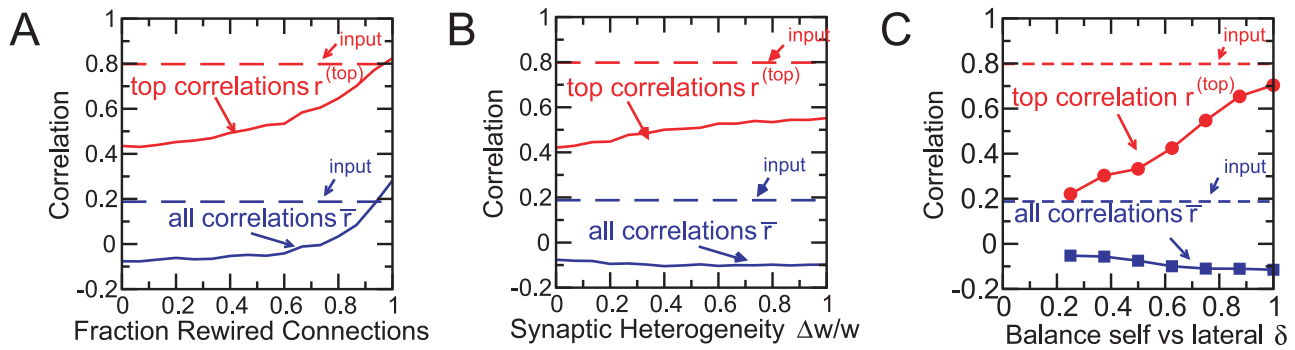 A
Correlation
1
0.8
0.6
0.4
0.2
0
-0.2
input
top correlations r(top)
input
all correlations r̅
0 0.2 0.4 0.6 0.8 1
Fraction Rewired Connections
B
Correlation
1
0.8
0.6
0.4
0.2
0
-0.2
input
top correlations r(top)
input
all correlations r̅
0 0.2 0.4 0.6 0.8 1
Synaptic Heterogeneity Δw/w
C
Correlation
1
0.8
0.6
0.4
0.2
0
-0.2
input
top correlation r(top)
input
all correlations r̅
0 0.2 0.4 0.6 0.8 1
Balance self vs lateral δ